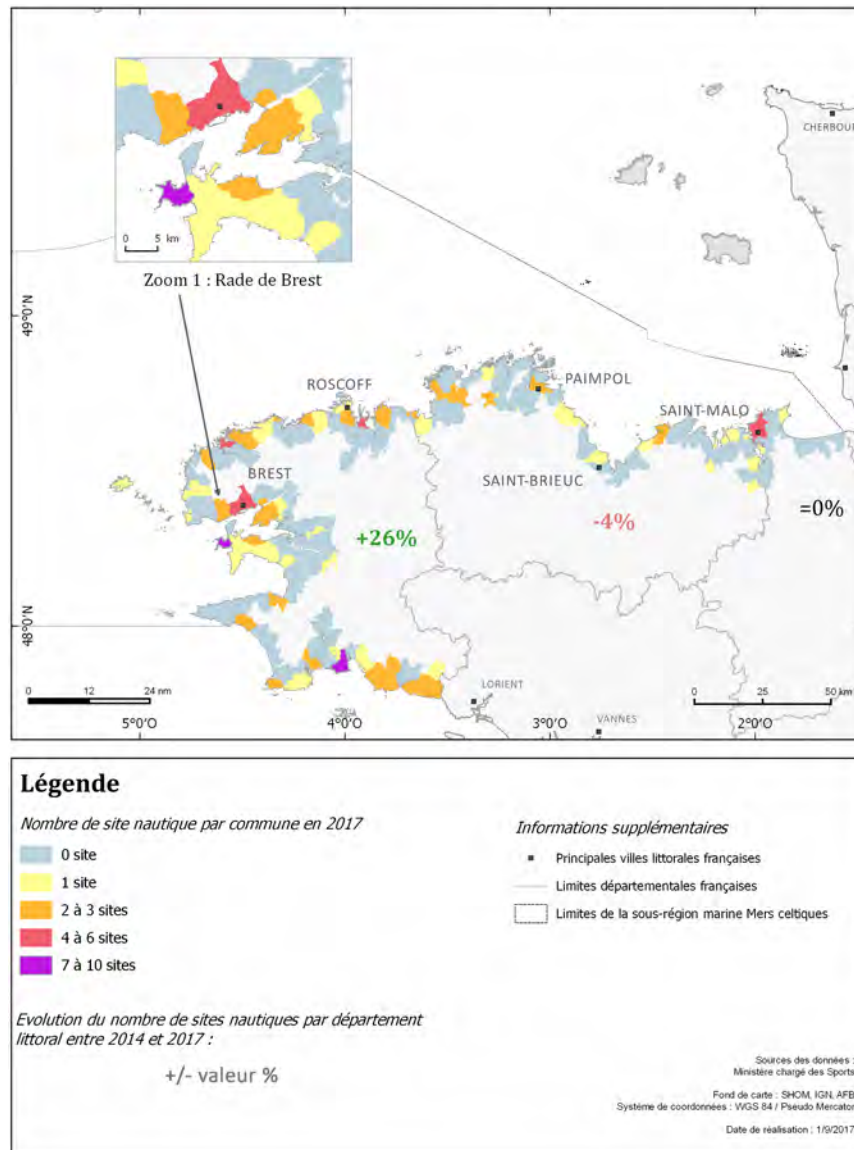 CHERBOUR
0 5 km
Zoom 1 : Rade de Brest
49°0'N
ROSCOFF
PAIMPOL
SAINT-MALO
BREST
SAINT-BRIEUC
+26%
-4%
=0%
48°0'N
0 12 24 nm
LORIENT
VANNES
0 25 50 km
5°0'O 4°0'O 3°0'O 2°0'O
Légende
Nombre de site nautique par commune en 2017
0 site
1 site
2 à 3 sites
4 à 6 sites
7 à 10 sites
Informations supplémentaires
Principales villes littorales françaises
Limites départementales françaises
Limites de la sous-région marine Mers celtiques
Evolution du nombre de sites nautiques par département
littoral entre 2014 et 2017 :
+/- valeur %
Sources des données :
Ministère chargé des Sports
Fond de carte : SHOM, IGN, AFB
Système de coordonnées : WGS 84 / Pseudo Mercator
Date de réalisation : 1/9/2017